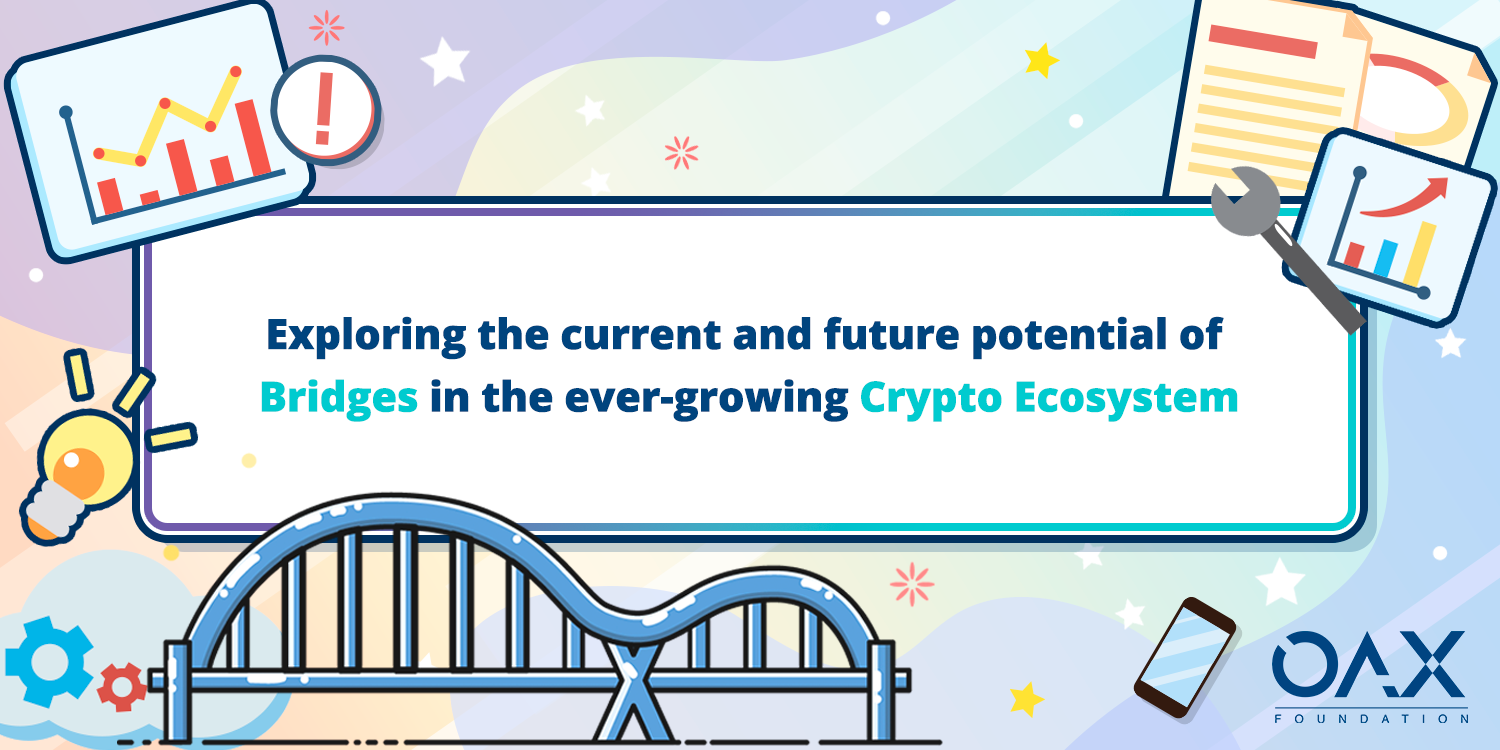 Exploring the current and future potential of
Bridges in the ever-growing Crypto Ecosystem
OAX
FOUNDATION